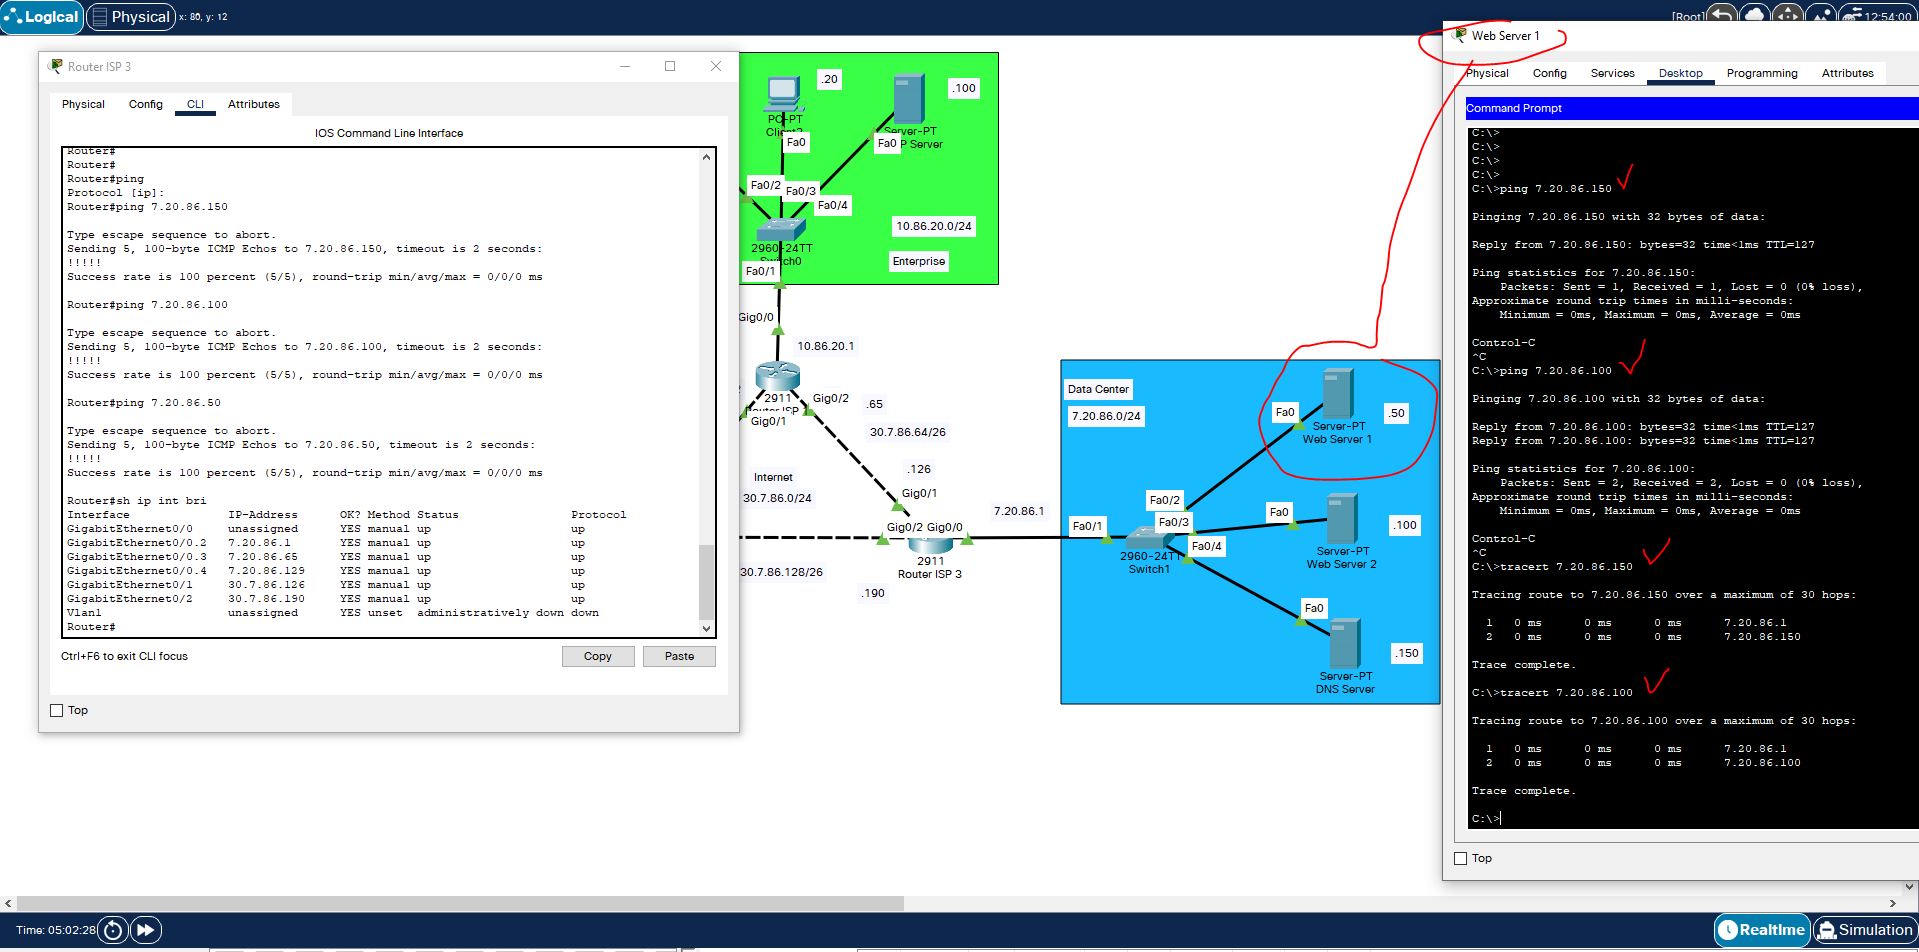 Logical
Physical
x: 80, y: 12
[Root]
12:54:00
Router ISP 3
Physical
Config
CLI
Attributes
IOS Command Line Interface
Router#
Router#
Router#ping
Protocol [ip]:
Router#ping 7.20.86.150
Type escape sequence to abort.
Sending 5, 100-byte ICMP Echos to 7.20.86.150, timeout is 2 seconds:
!!!!!
Success rate is 100 percent (5/5), round-trip min/avg/max = 0/0/0 ms
Router#ping 7.20.86.100
Type escape sequence to abort.
Sending 5, 100-byte ICMP Echos to 7.20.86.100, timeout is 2 seconds:
!!!!!
Success rate is 100 percent (5/5), round-trip min/avg/max = 0/0/0 ms
Router#ping 7.20.86.50
Type escape sequence to abort.
Sending 5, 100-byte ICMP Echos to 7.20.86.50, timeout is 2 seconds:
!!!!!
Success rate is 100 percent (5/5), round-trip min/avg/max = 0/0/0 ms
Router#sh ip int bri
Interface IP-Address OK? Method Status Protocol
GigabitEthernet0/0 unassigned YES manual up up
GigabitEthernet0/0.2 7.20.86.1 YES manual up up
GigabitEthernet0/0.3 7.20.86.65 YES manual up up
GigabitEthernet0/0.4 7.20.86.129 YES manual up up
GigabitEthernet0/1 30.7.86.126 YES manual up up
GigabitEthernet0/2 30.7.86.190 YES manual up up
Vlan1 unassigned YES unset administratively down down
Router#
Ctrl+F6 to exit CLI focus
Copy
Paste
Top
.20
.100
PC-PT
Server-PT
Fa0
Fa0
P Server
Fa0/2
Fa0/3
Fa0/4
10.86.20.0/24
2960-24TT
Switch0
Enterprise
Fa0/1
Gig0/0
10.86.20.1
2911
Router ISP
Gig0/2
Gig0/1
.65
30.7.86.64/26
.126
Internet
30.7.86.0/24
Gig0/1
7.20.86.1
Gig0/2
Gig0/0
2911
Router ISP 3
30.7.86.128/26
.190
Data Center
7.20.86.0/24
Fa0
.50
Server-PT
Web Server 1
Fa0/2
Fa0/3
Fa0
.100
Fa0/1
Fa0/4
2960-24TT
Switch1
Server-PT
Web Server 2
Fa0
.150
Server-PT
DNS Server
Web Server 1
Physical
Config
Services
Desktop
Programming
Attributes
Command Prompt
C:\>
C:\>
C:\>
C:\>
C:\>ping 7.20.86.150
Pinging 7.20.86.150 with 32 bytes of data:
Reply from 7.20.86.150: bytes=32 time<1ms TTL=127
Ping statistics for 7.20.86.150:
Packets: Sent = 1, Received = 1, Lost = 0 (0% loss),
Approximate round trip times in milli-seconds:
Minimum = 0ms, Maximum = 0ms, Average = 0ms
Control-C
^C
C:\>ping 7.20.86.100
Pinging 7.20.86.100 with 32 bytes of data:
Reply from 7.20.86.100: bytes=32 time<1ms TTL=127
Reply from 7.20.86.100: bytes=32 time<1ms TTL=127
Ping statistics for 7.20.86.100:
Packets: Sent = 2, Received = 2, Lost = 0 (0% loss),
Approximate round trip times in milli-seconds:
Minimum = 0ms, Maximum = 0ms, Average = 0ms
Control-C
^C
C:\>tracert 7.20.86.150
Tracing route to 7.20.86.150 over a maximum of 30 hops:
1 0 ms 0 ms 0 ms 7.20.86.1
2 0 ms 0 ms 0 ms 7.20.86.150
Trace complete.
C:\>tracert 7.20.86.100
Tracing route to 7.20.86.100 over a maximum of 30 hops:
1 0 ms 0 ms 0 ms 7.20.86.1
2 0 ms 0 ms 0 ms 7.20.86.100
Trace complete.
C:\>
Top
Time: 05:02:28
Realtime
Simulation